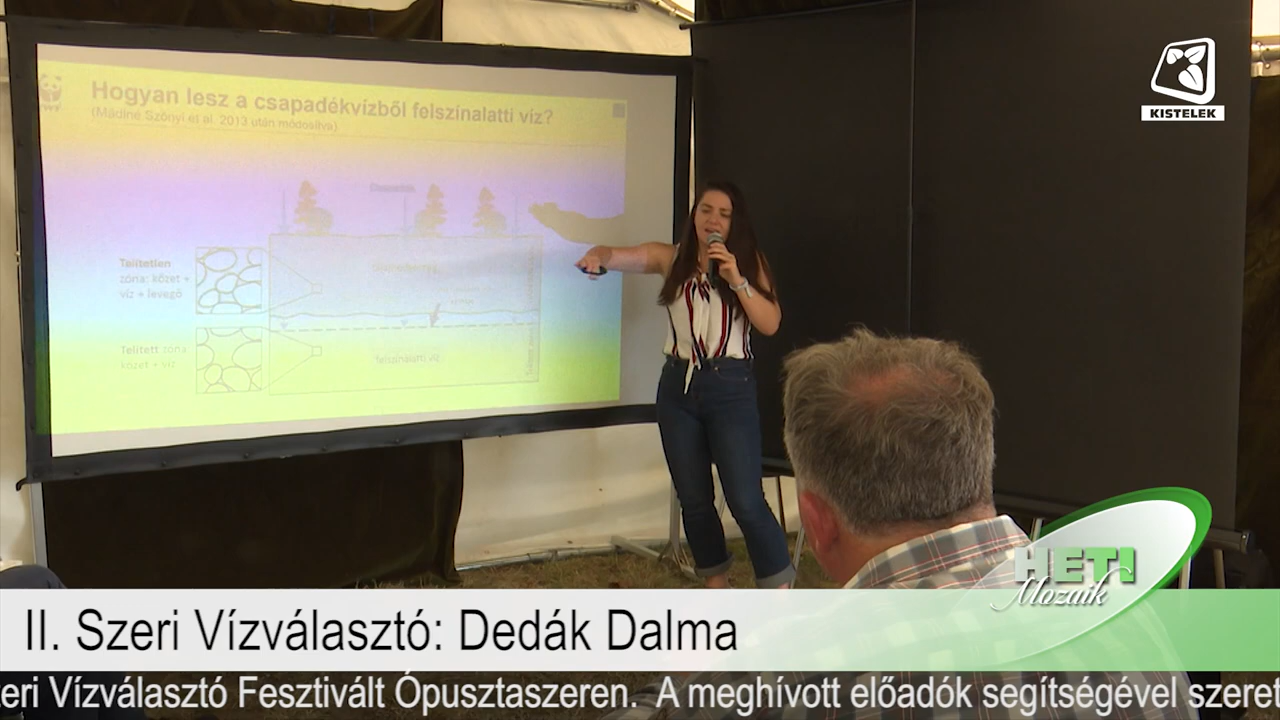 Hogyan lesz a csapadékvízből felszínalatti víz?
(Mádlné Szőnyi et al. 2013 után módosítva)
KISTELEK
Telítetlen
zóna: kőzet +
víz + levegő
Telített zóna
kőzet + víz
felszínalatti víz
HETI
Mozaik
II. Szeri Vízválasztó: Dedák Dalma
zeri Vízválasztó Fesztivált Ópusztaszeren. A meghívott előadók segítségével szeret